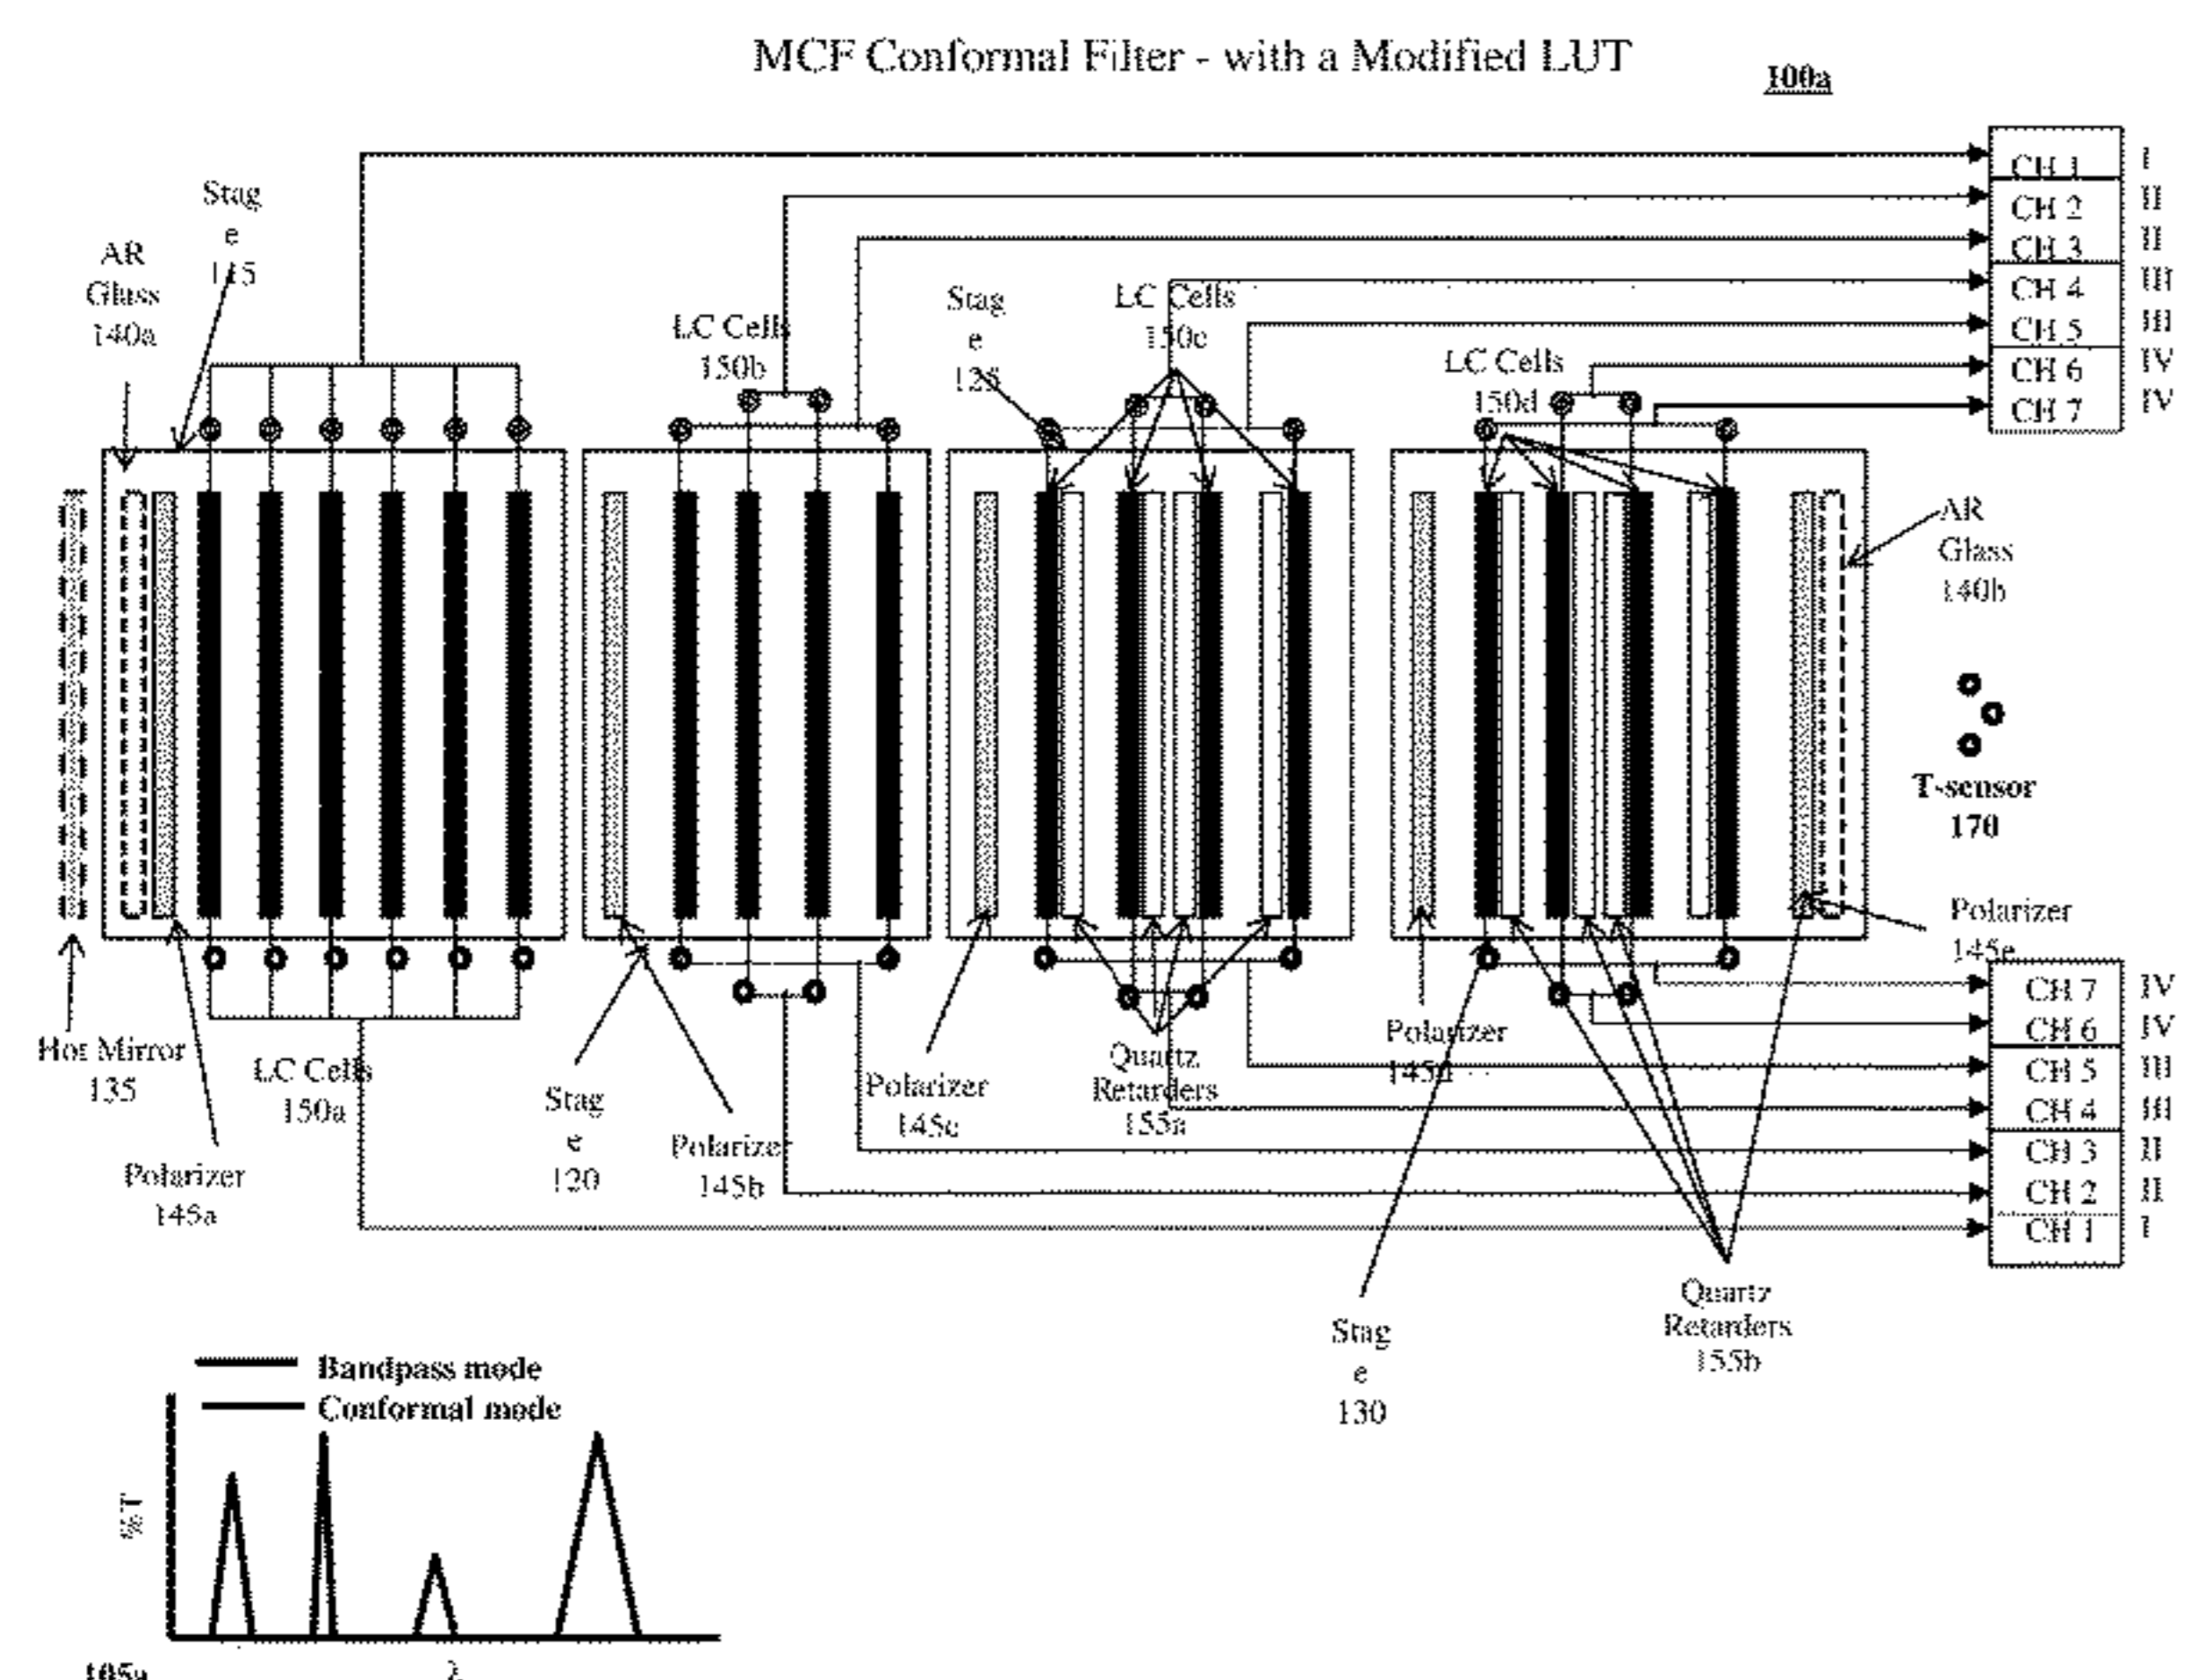 MCF Conformal Filter - with a Modified LUT
100a
CH 1 I
CH 2 II
CH 3 II
CH 4 III
CH 5 III
CH 6 IV
CH 7 IV
Stag
e
115
AR
Glass
140a
LC Cells
150b
Stag
e
125
LC Cells
150c
LC Cells
150d
AR
Glass
140b
T-sensor
170
Polarizer
145e
CH 7 IV
CH 6 IV
CH 5 III
CH 4 III
CH 3 II
CH 2 II
CH 1 I
Hot Mirror
135
LC Cells
150a
Polarizer
145a
Stag
e
120
Polarize
145b
Polarizer
145c
Quartz
Retarders
155a
Polarizer
145d
Stag
e
130
Quartz
Retarders
155b
Bandpass mode
Conformal mode
%T
105a
λ